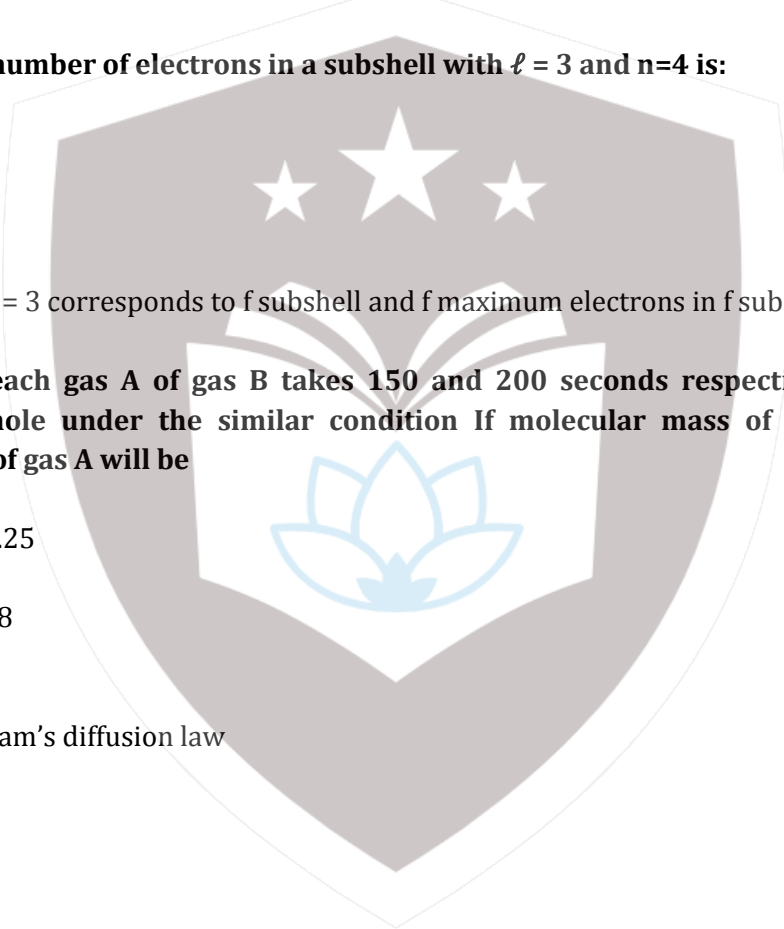 number of electrons in a subshell with ℓ = 3 and n=4 is:
= 3 corresponds to f subshell and f maximum electrons in f sub
each gas A of gas B takes 150 and 200 seconds respecti
hole under the similar condition If molecular mass of
of gas A will be
.25
8
am’s diffusion law